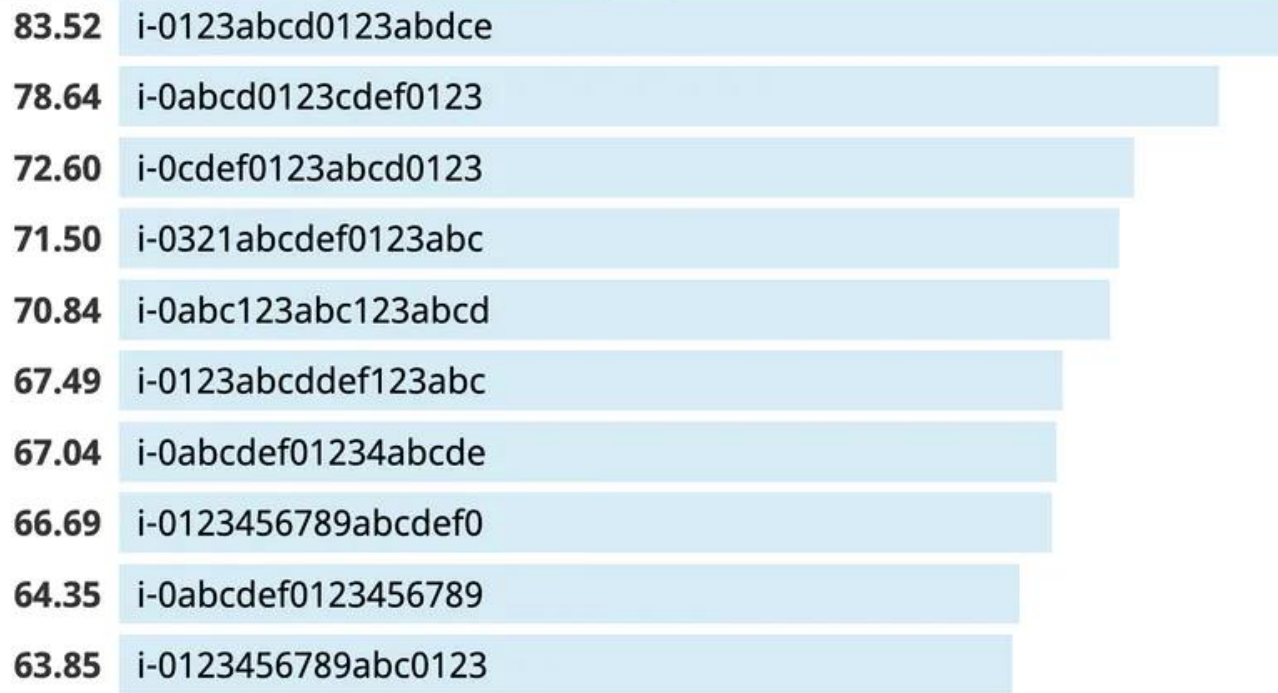 83.52 i-0123abcd0123abdce
78.64 i-0abcd0123cdef0123
72.60 i-0cdef0123abcd0123
71.50 i-0321abcdef0123abc
70.84 i-0abc123abc123abcd
67.49 i-0123abcddef123abc
67.04 i-0abcdef01234abcde
66.69 i-0123456789abcdef0
64.35 i-0abcdef0123456789
63.85 i-0123456789abc0123